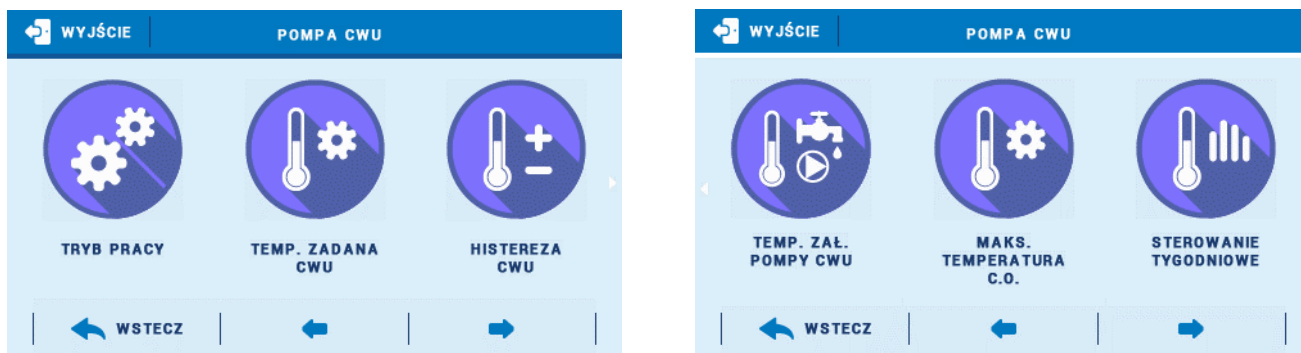 WYJŚCIE
POMPA CWU
TRYB PRACY
TEMP. ZADANA
CWU
HISTEREZA
CWU
WSTECZ
WYJŚCIE
POMPA CWU
TEMP. ZAŁ.
POMPY CWU
MAKS.
TEMPERATURA
C.O.
STEROWANIE
TYGODNIOWE
WSTECZ